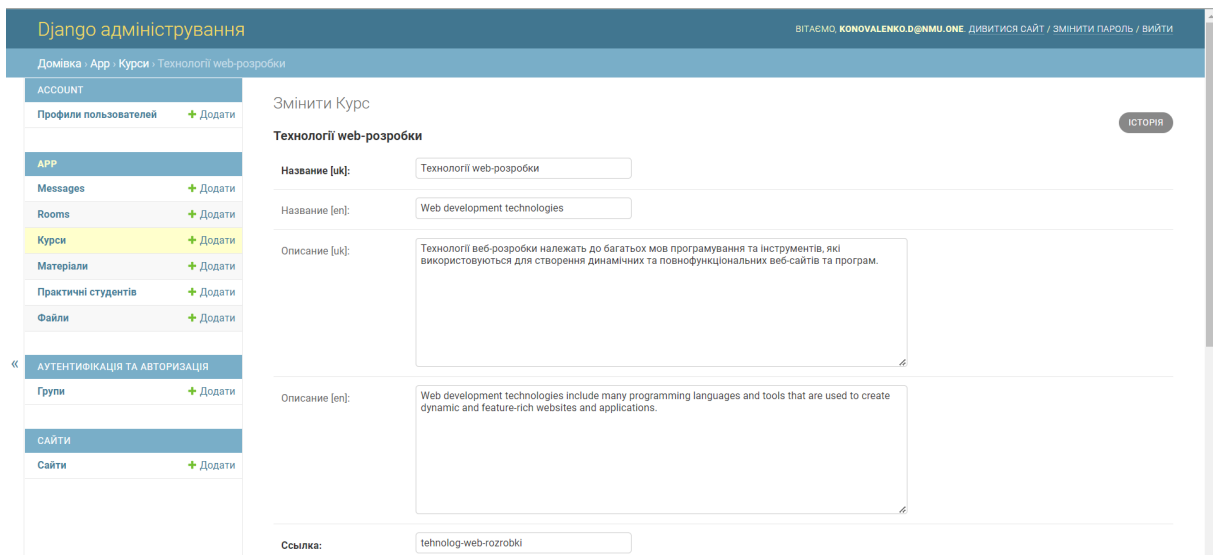 Django адміністрування
ВІТАЄМО, KONOVALENKO.D@NMU.ONE. ДИВИТИСЯ САЙТ / ЗМІНИТИ ПАРОЛЬ / ВИЙТИ
Домівка › App › Курси › Технології web-розробки
ACCOUNT
Профили пользователей + Додати
APP
Messages + Додати
Rooms + Додати
Курси + Додати
Матеріали + Додати
Практичні студентів + Додати
Файли + Додати
«
АУТЕНТИФІКАЦІЯ ТА АВТОРИЗАЦІЯ
Групи + Додати
САЙТИ
Сайти + Додати
Змінити Курс
ІСТОРІЯ
Технології web-розробки
Название [uk]: Технології web-розробки
Название [en]: Web development technologies
Описание [uk]: Технології веб-розробки належать до багатьох мов програмування та інструментів, які
використовуються для створення динамічних та повнофункціональних веб-сайтів та програм.
Описание [en]: Web development technologies include many programming languages and tools that are used to create
dynamic and feature-rich websites and applications.
Ссылка: tehnolog-web-rozrobki